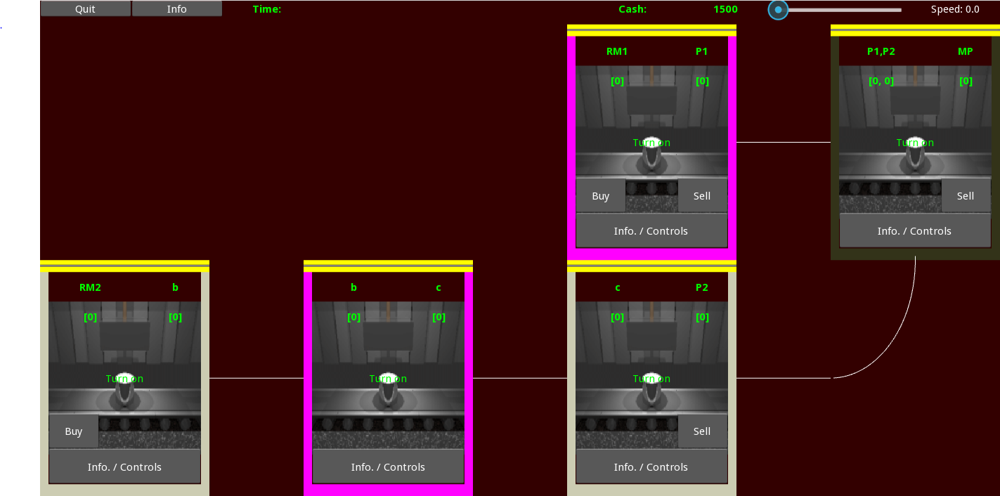 Quit Info Time: Cash: 1500 Speed: 0.0
RM1 P1
[0] [0]
Turn on
Buy Sell
Info. / Controls
P1,P2 MP
[0, 0] [0]
Turn on
Sell
Info. / Controls
RM2 b
[0] [0]
Turn on
Buy
Info. / Controls
b c
[0] [0]
Turn on
Info. / Controls
c P2
[0] [0]
Turn on
Sell
Info. / Controls